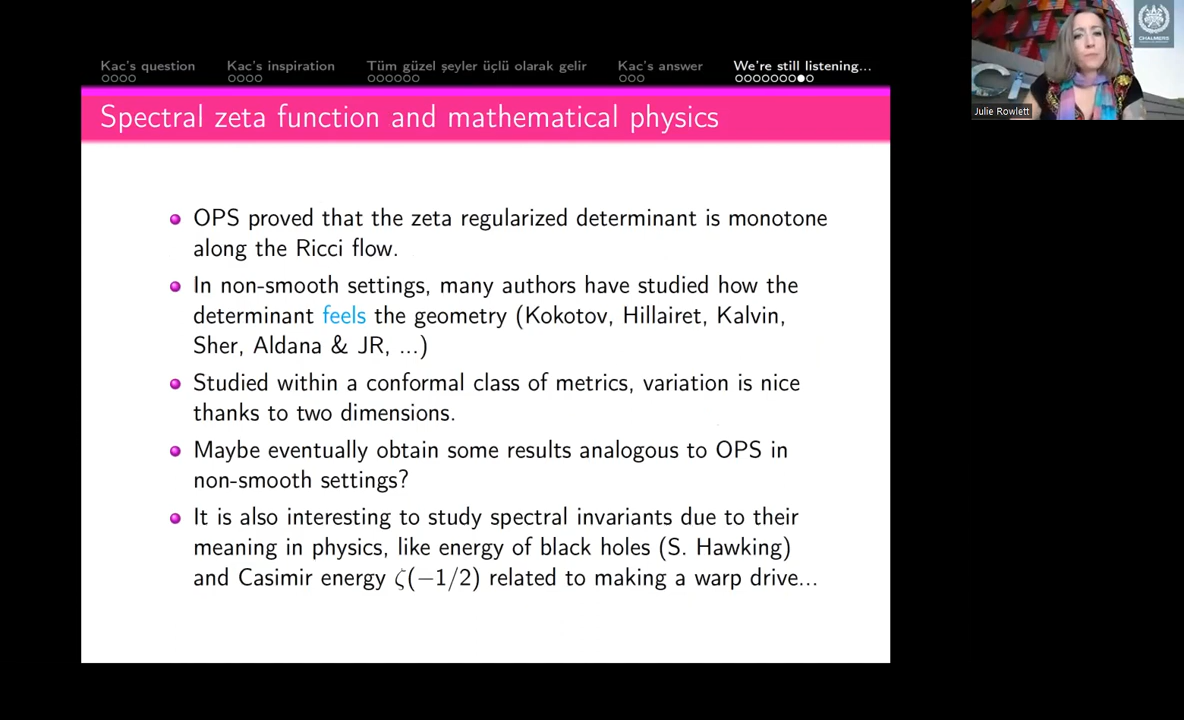 Kac's question
Kac's inspiration
Tüm güzel şeyler üçlü olarak gelir
Kac's answer
We're still listening...
Spectral zeta function and mathematical physics
OPS proved that the zeta regularized determinant is monotone
along the Ricci flow.
In non-smooth settings, many authors have studied how the
determinant feels the geometry (Kokotov, Hillairet, Kalvin,
Sher, Aldana & JR, ...)
Studied within a conformal class of metrics, variation is nice
thanks to two dimensions.
Maybe eventually obtain some results analogous to OPS in
non-smooth settings?
It is also interesting to study spectral invariants due to their
meaning in physics, like energy of black holes (S. Hawking)
and Casimir energy ζ(−1/2) related to making a warp drive...
CHALMERS
Julie Rowlett